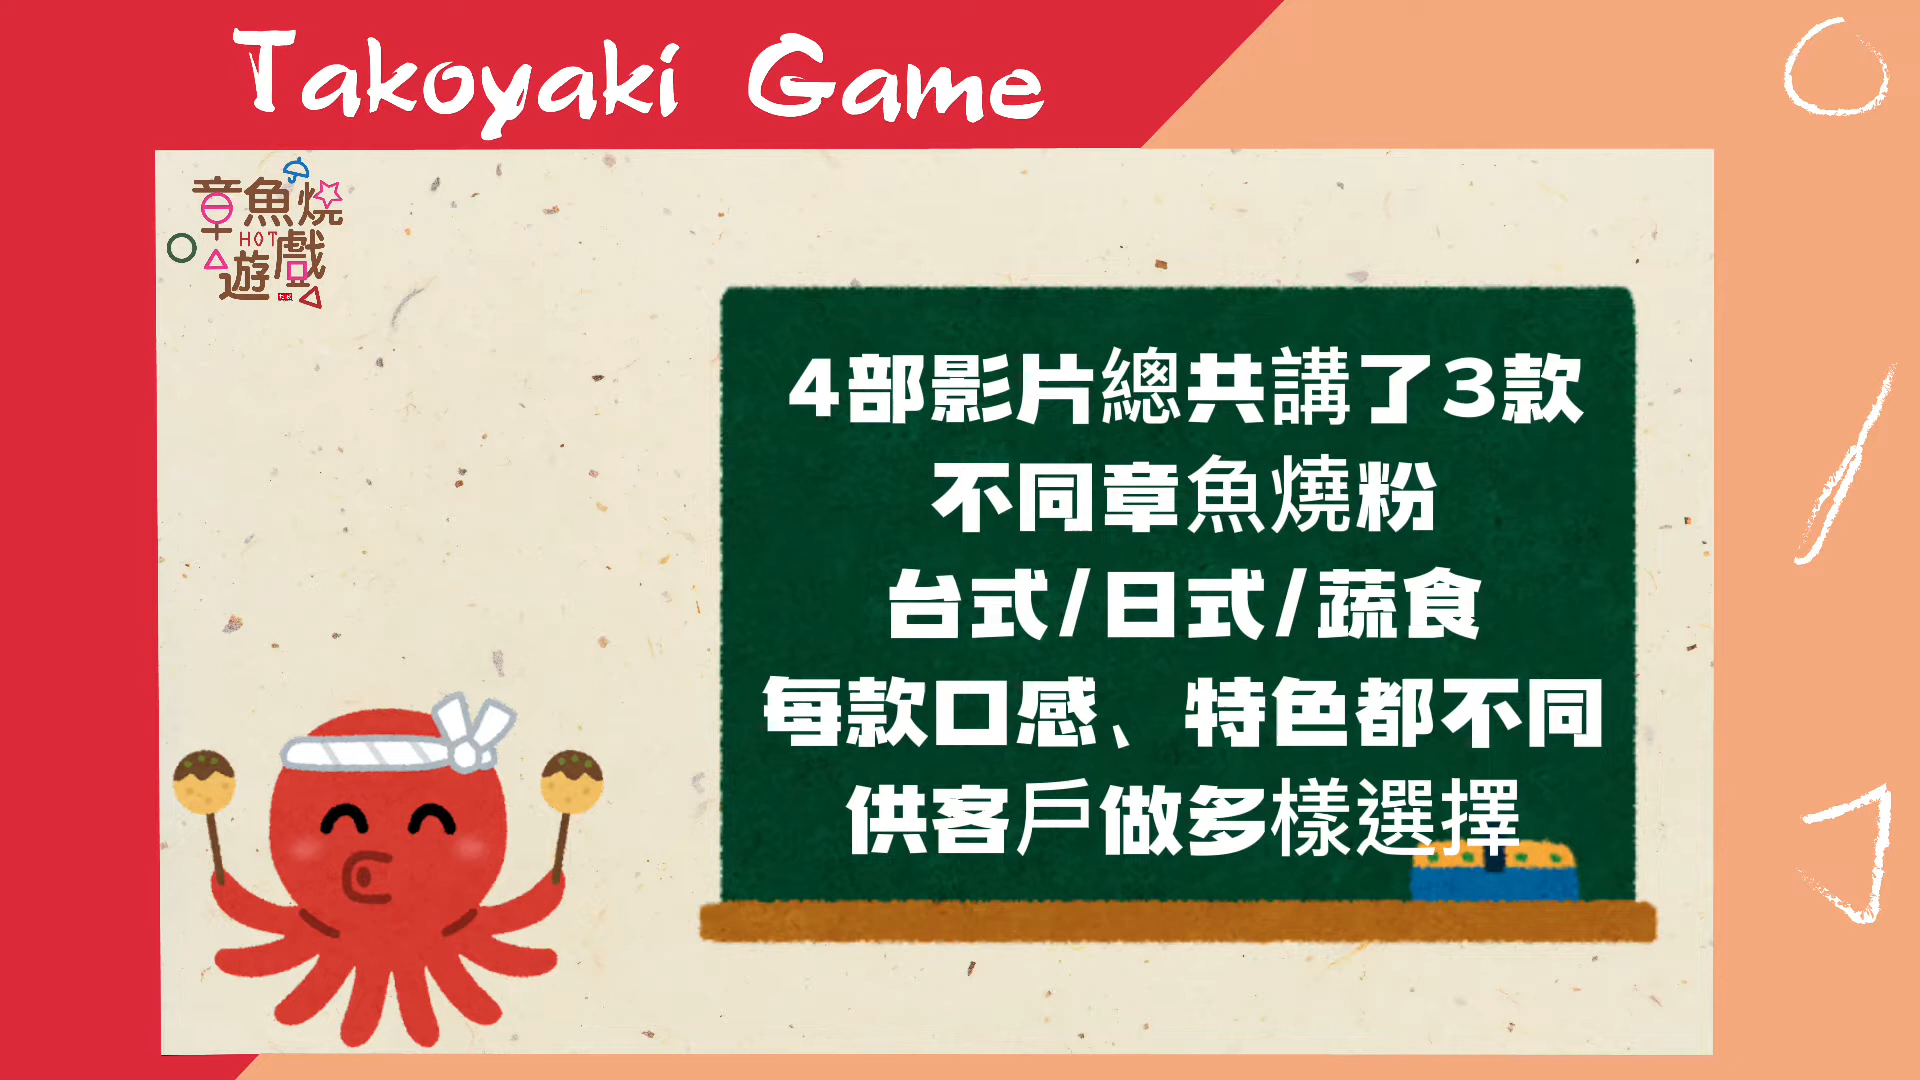 Takoyaki Game
章魚燒
HOT
遊戲
4部影片總共講了3款
不同章魚燒粉
台式/日式/蔬食
每款口感、特色都不同
供客戶做多樣選擇